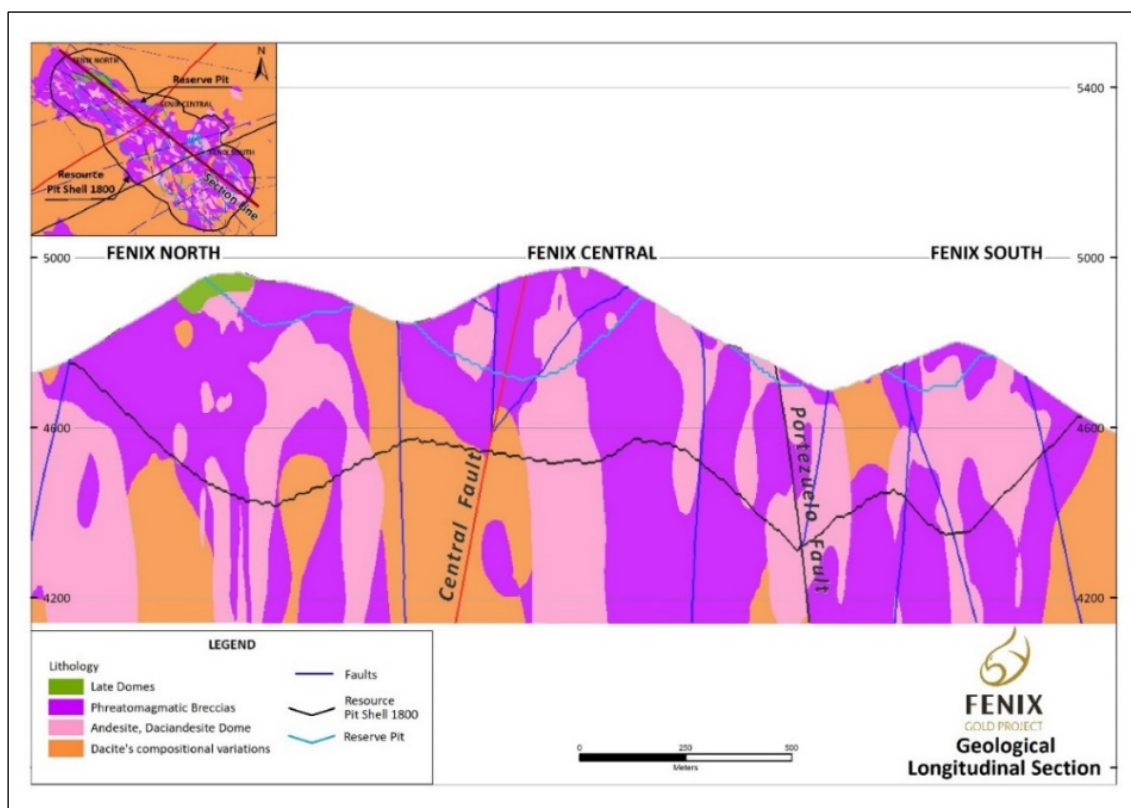 FENIX NORTH
N
Reserve Pit
FENIX CENTRAL
FENIX SOUTH
Resource
Pit Shell 1800
Section Line
5400
5400
FENIX NORTH
FENIX CENTRAL
FENIX SOUTH
5000
5000
4600
4600
4200
4200
Central Fault
Portezuelo Fault
LEGEND
Lithology
Late Domes
Phreatomagmatic Breccias
Andesite, Daciandesite Dome
Dacite's compositional variations
Faults
Resource
Pit Shell 1800
Reserve Pit
0
250
500
Meters
FENIX
GOLD PROJECT
Geological
Longitudinal Section